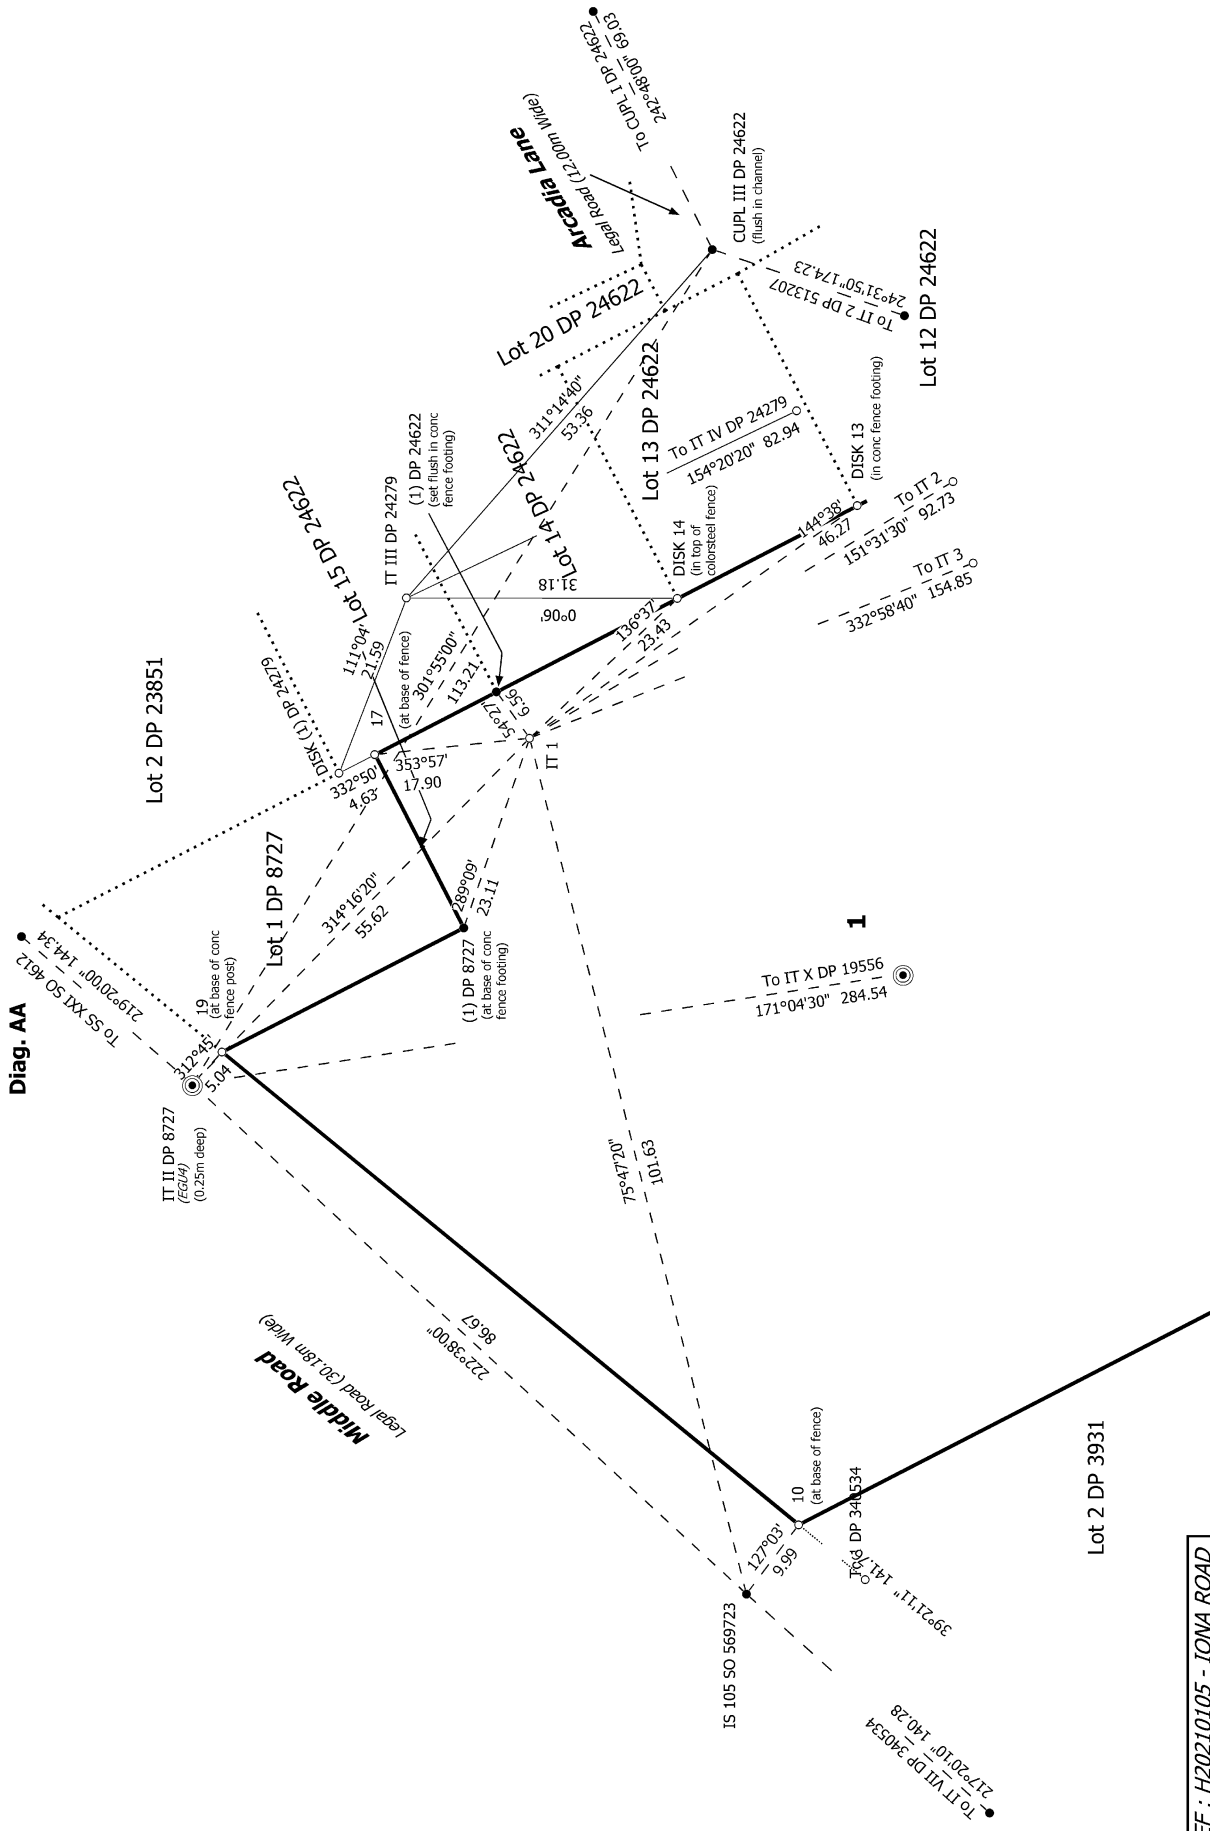 Diag. AA
To SS XXI SO 4612
219°20'00" 144.34
19
(at base of conc
fence post)
312°45'
5.04
IT II DP 8727
(EGU4)
(0.25m deep)
Lot 2 DP 23851
Lot 1 DP 8727
DISK (1) DP 24279
332°50'
4.63
17
(at base of fence)
111°04'
21.59
Lot 15 DP 24622
IT III DP 24279
(1) DP 24622
(set flush in conc
fence footing)
301°55'00"
113.21
353°57'
17.90
54°27'
6.56
IT 1
314°16'20"
55.62
289°09'
23.11
(1) DP 8727
(at base of conc
fence footing)
Lot 14 DP 24622
0°06'
31.18
136°37'
23.43
DISK 14
(in top of
colorsteel fence)
311°14'40"
53.36
Lot 20 DP 24622
Lot 13 DP 24622
Arcadia Lane
Legal Road (12.00m Wide)
To CUPL I DP 24622
242°48'00" 69.03
CUPL III DP 24622
(flush in channel)
To IT 2 DP 513207
24°31'50" 174.23
Lot 12 DP 24622
To IT IV DP 24279
154°20'20" 82.94
DISK 13
(in conc fence footing)
144°38'
46.27
To IT 2
151°31'30" 92.73
To IT 3
332°58'40" 154.85
1
To IT X DP 19556
171°04'30" 284.54
75°47'20"
101.63
Middle Road
Legal Road (30.18m Wide)
222°38'00"
86.67
10
(at base of fence)
127°03'
9.99
IS 105 SO 569723
39°21'11" 141.76
Lot 2 DP 3931
To IT VII DP 340534
217°20'10" 140.28
H20210105 - IONA ROAD